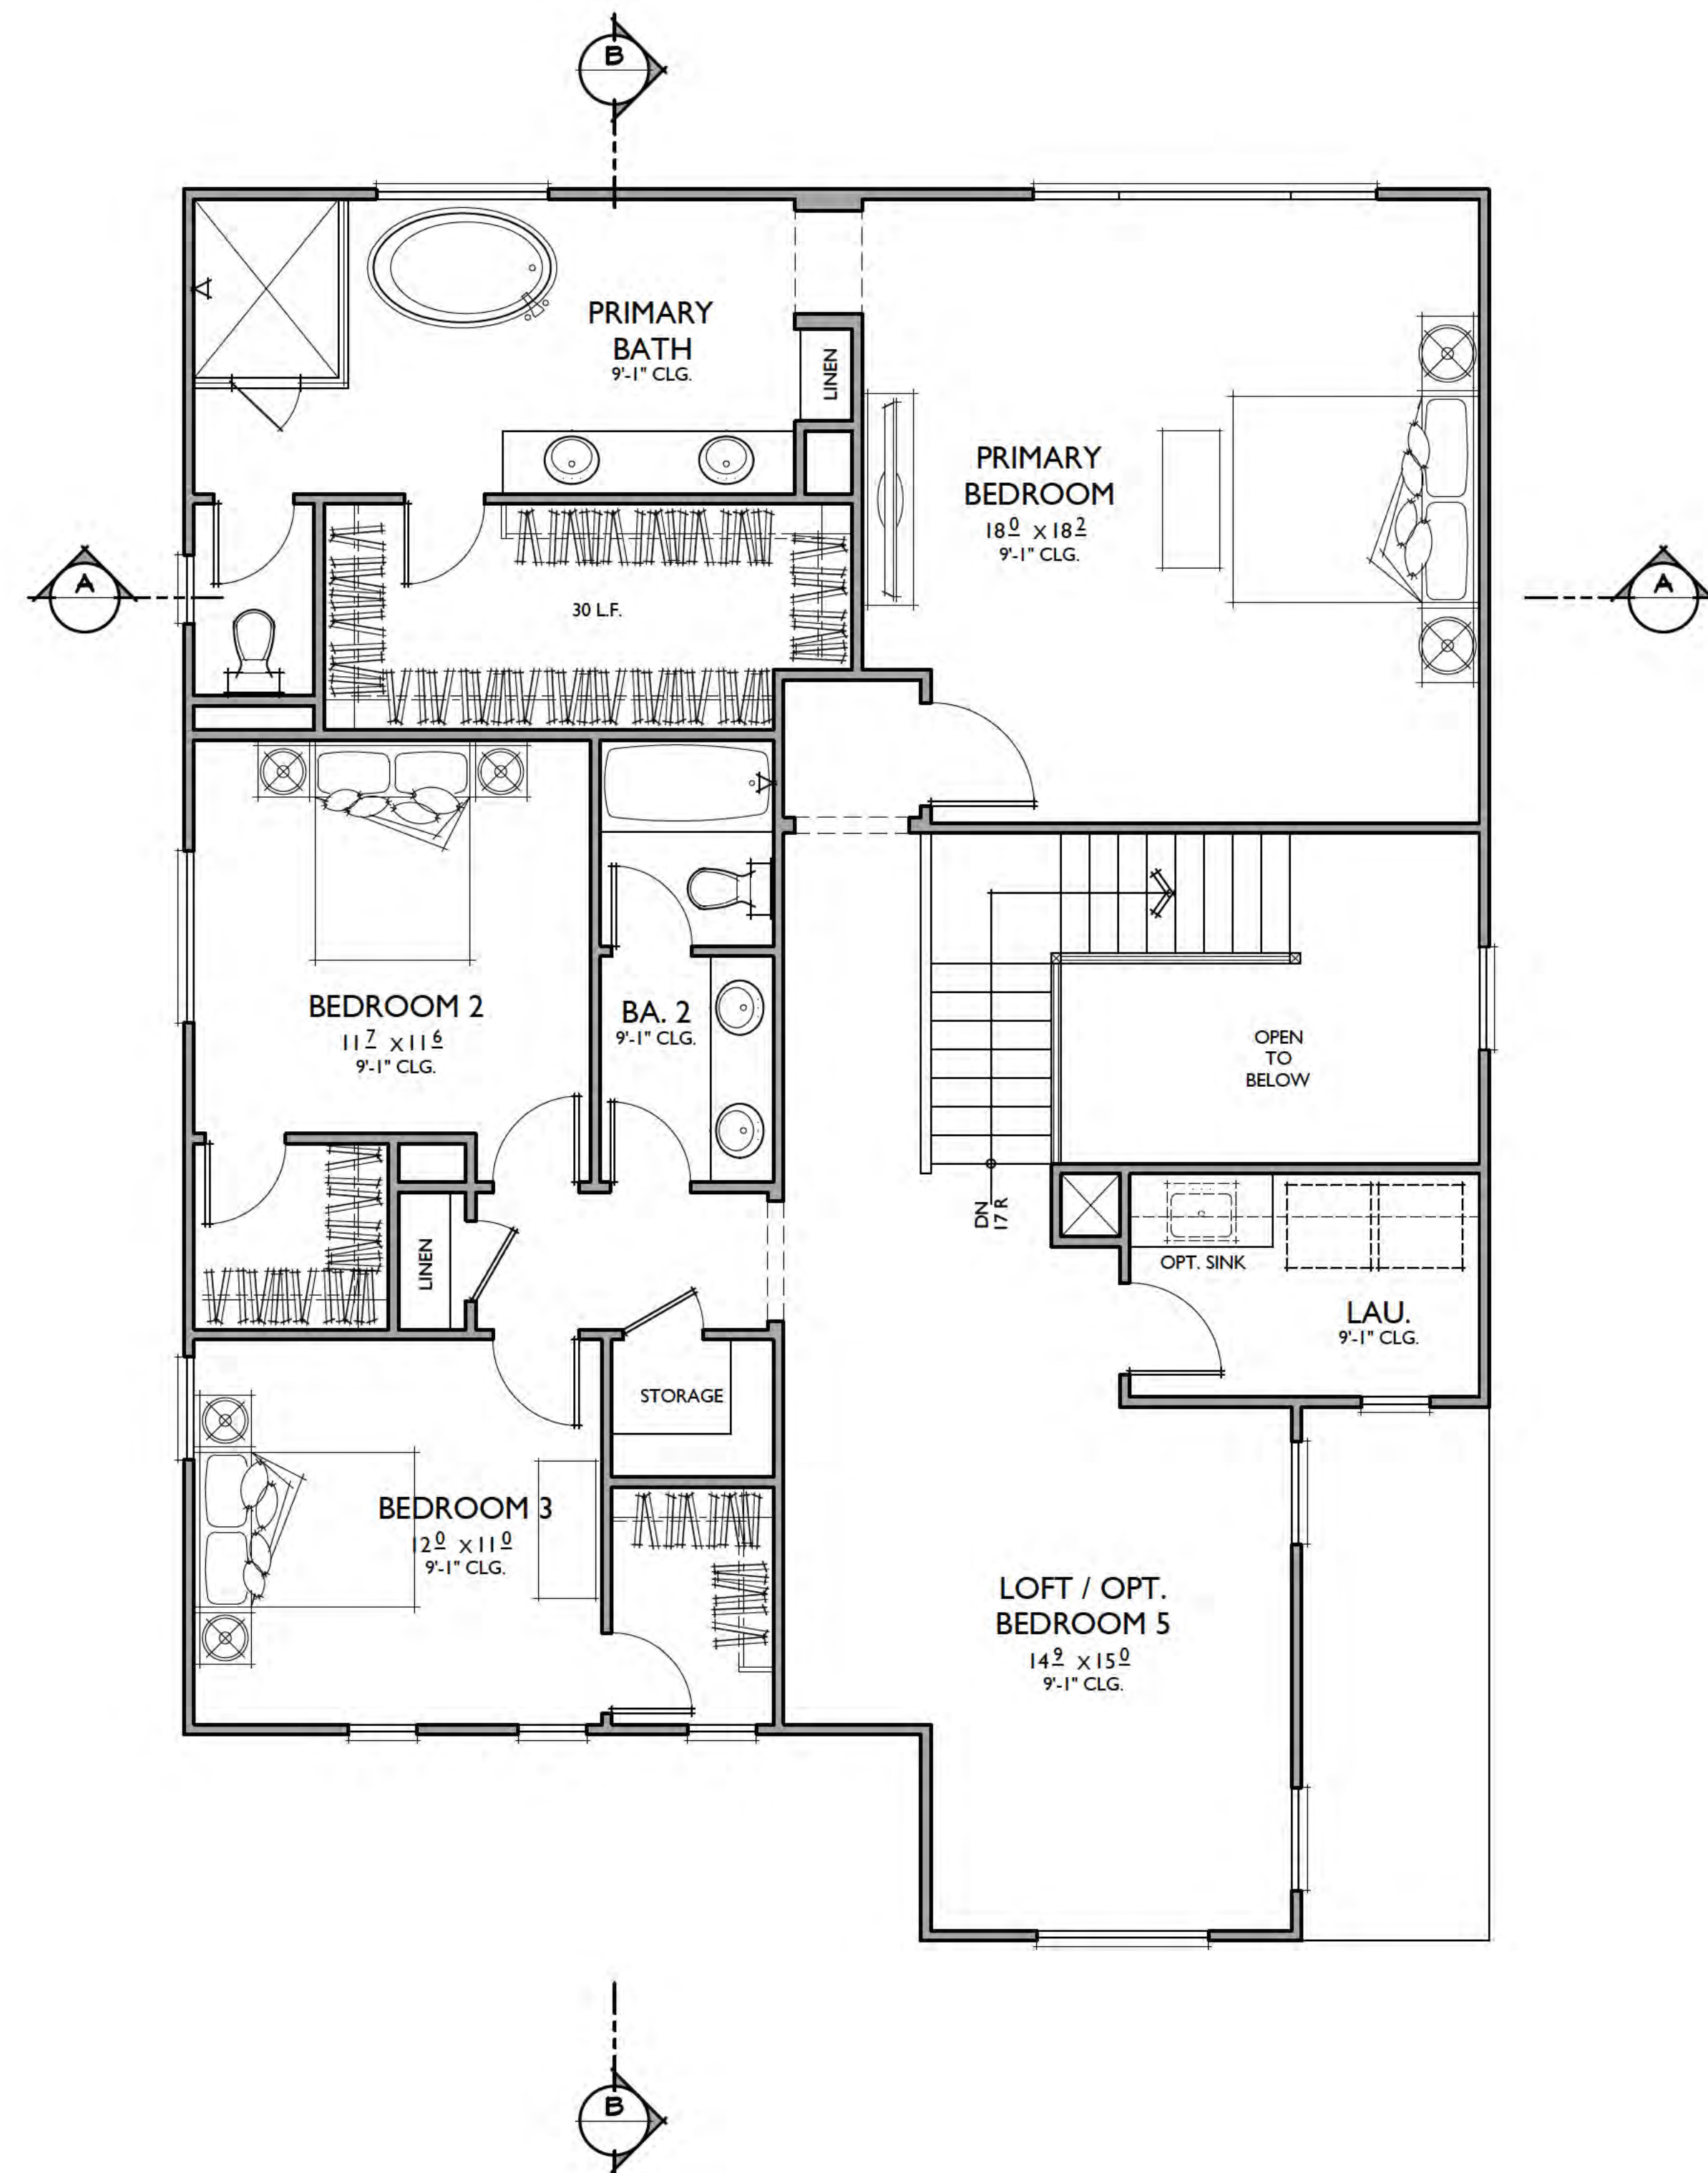 B
PRIMARY
BATH
9'-1" CLG.
LINEN
PRIMARY
BEDROOM
18⁰ X 18²
9'-1" CLG.
A
30 L.F.
A
BEDROOM 2
11⁷ X 11⁶
9'-1" CLG.
BA. 2
9'-1" CLG.
OPEN
TO
BELOW
DN
17 R
LINEN
OPT. SINK
LAU.
9'-1" CLG.
STORAGE
BEDROOM 3
12⁰ X 11⁰
9'-1" CLG.
LOFT / OPT.
BEDROOM 5
14⁹ X 15⁰
9'-1" CLG.
B